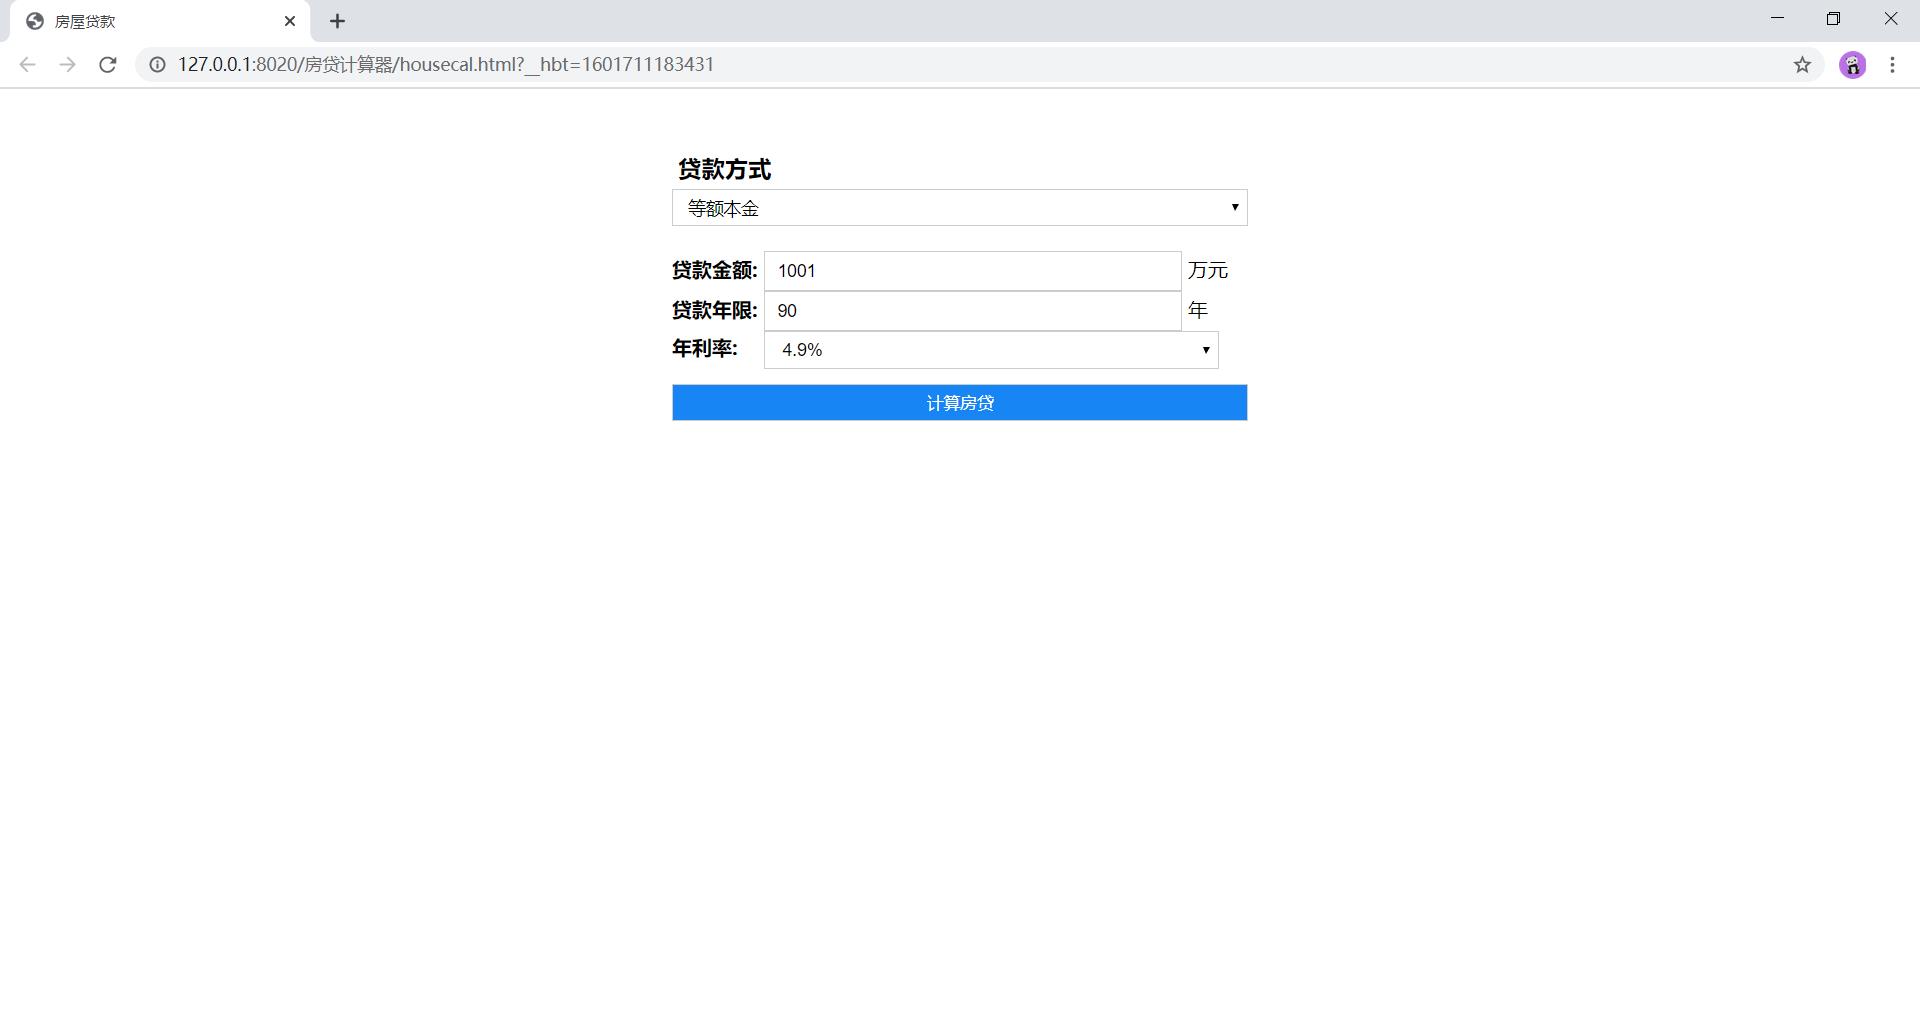 房屋贷款
127.0.0.1:8020/房贷计算器/housecal.html?__hbt=1601711183431
贷款方式
等额本金
贷款金额: 1001 万元
贷款年限: 90 年
年利率: 4.9%
计算房贷